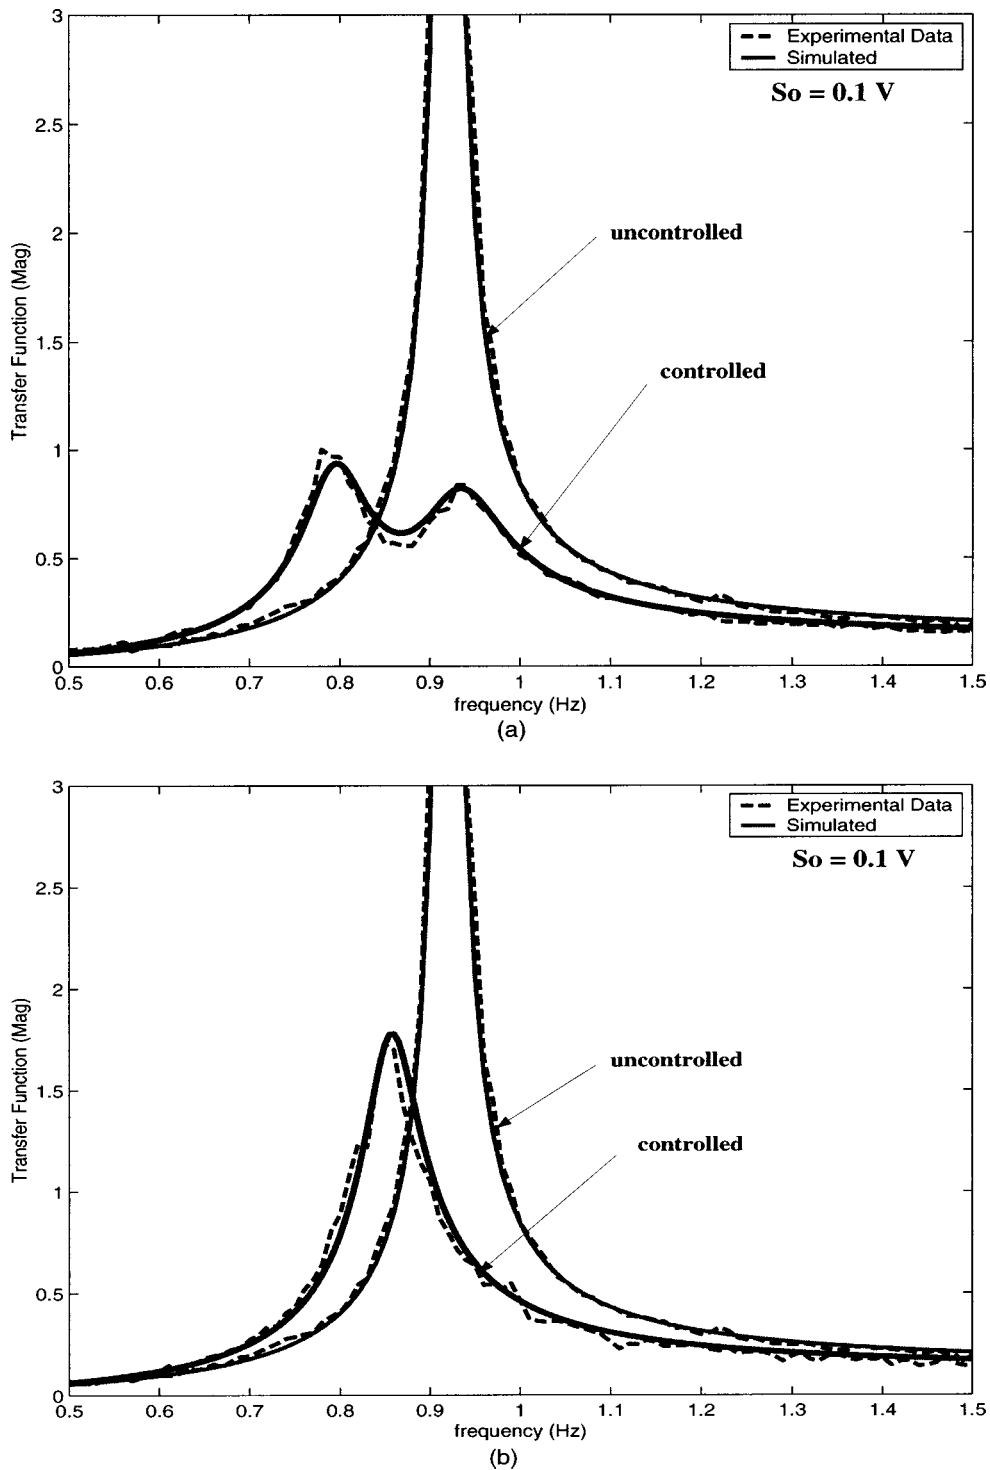 3
2.5
2
1.5
1
0.5
0
Transfer Function (Mag)
Experimental Data
Simulated
So = 0.1 V
uncontrolled
controlled
0.5 0.6 0.7 0.8 0.9 1 1.1 1.2 1.3 1.4 1.5
frequency (Hz)
(a)
3
2.5
2
1.5
1
0.5
0
Transfer Function (Mag)
Experimental Data
Simulated
So = 0.1 V
uncontrolled
controlled
0.5 0.6 0.7 0.8 0.9 1 1.1 1.2 1.3 1.4 1.5
frequency (Hz)
(b)